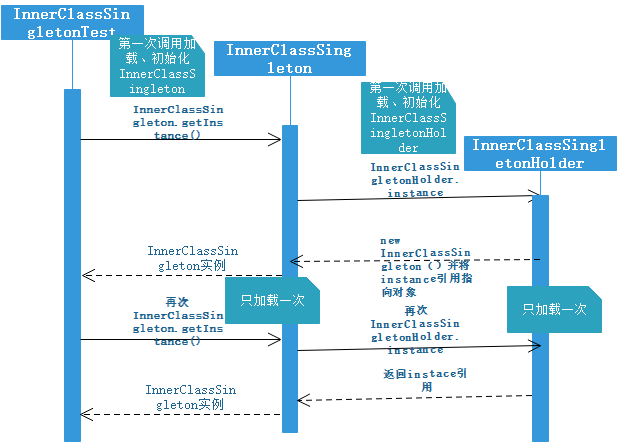 InnerClassSin
gletonTest
第一次调用加
载、初始化
InnerClassS
ingleton
InnerClassSing
leton
第一次调用加
载、初始化
InnerClassS
ingletonHol
der
InnerClassSingl
etonHolder
InnerClassSin
gleton.getIns
tance()
InnerClassSin
gletonHolder.
instance
new
InnerClassSin
gleton（）并将
instance引用指
向对象
InnerClassSin
gleton实例
只加载一次
只加载一次
再次
InnerClassSin
gleton.getIns
tance()
再次
InnerClassSin
gletonHolder.
instance
返回instace引
用
InnerClassSin
gleton实例